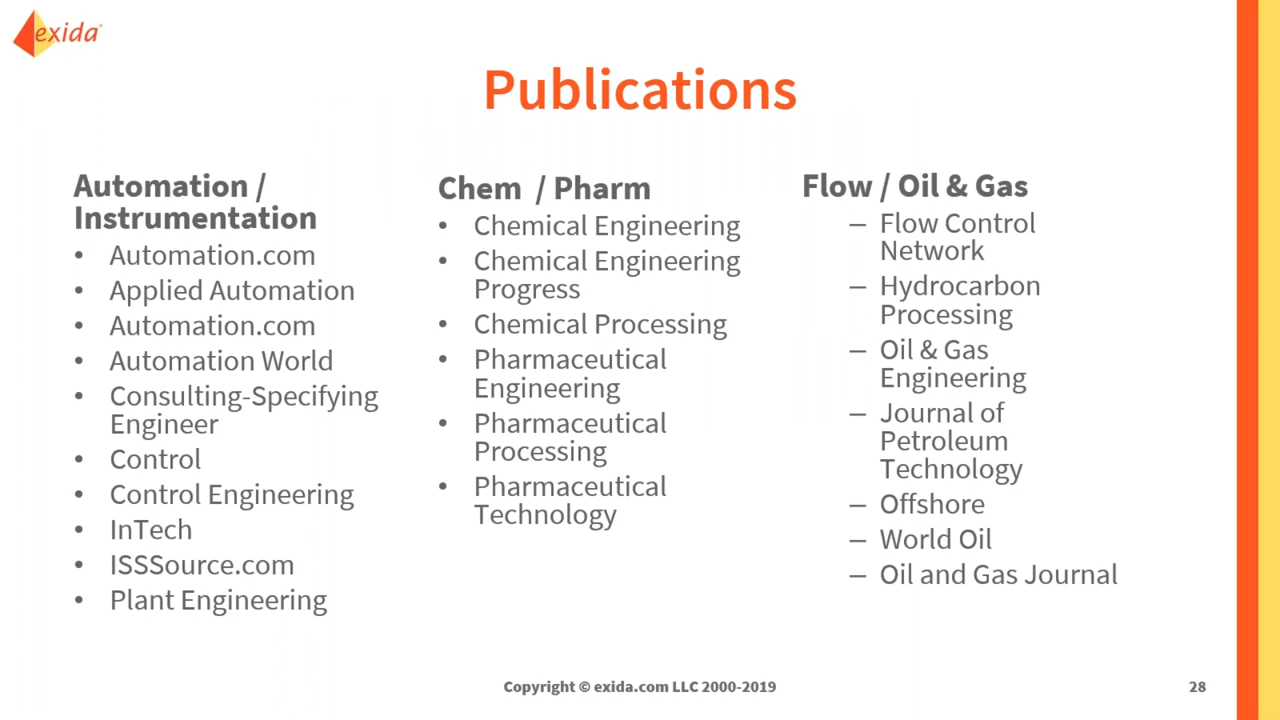 exida
Publications
Automation /
Instrumentation
• Automation.com
• Applied Automation
• Automation.com
• Automation World
• Consulting-Specifying
Engineer
• Control
• Control Engineering
• InTech
• ISSSource.com
• Plant Engineering
Chem / Pharm
• Chemical Engineering
• Chemical Engineering
Progress
• Chemical Processing
• Pharmaceutical
Engineering
• Pharmaceutical
Processing
• Pharmaceutical
Technology
Flow / Oil & Gas
– Flow Control
Network
– Hydrocarbon
Processing
– Oil & Gas
Engineering
– Journal of
Petroleum
Technology
– Offshore
– World Oil
– Oil and Gas Journal
Copyright © exida.com LLC 2000-2019
28